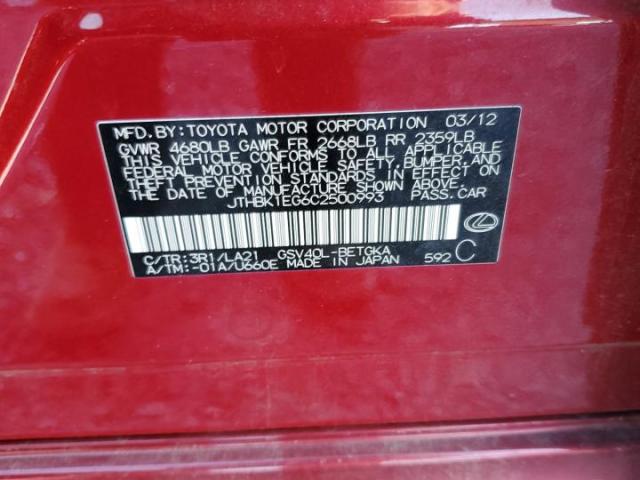 MFD.BY:TOYOTA MOTOR CORPORATION 03/12
GVWR 4680LB GAWR FR 2668LB RR 2359LB
THIS VEHICLE CONFORMS TO ALL APPLICABLE
FEDERAL MOTOR VEHICLE SAFETY,BUMPER,AND
THEFT PREVENTION STANDARDS IN EFFECT ON
THE DATE OF MANUFACTURE SHOWN ABOVE.
JTHBK1EG6C2500993 PASS.CAR
C/TR:3R1/LA21 GSV40L-BETGKA
A/TM:-01A/U660E MADE IN JAPAN 592 C